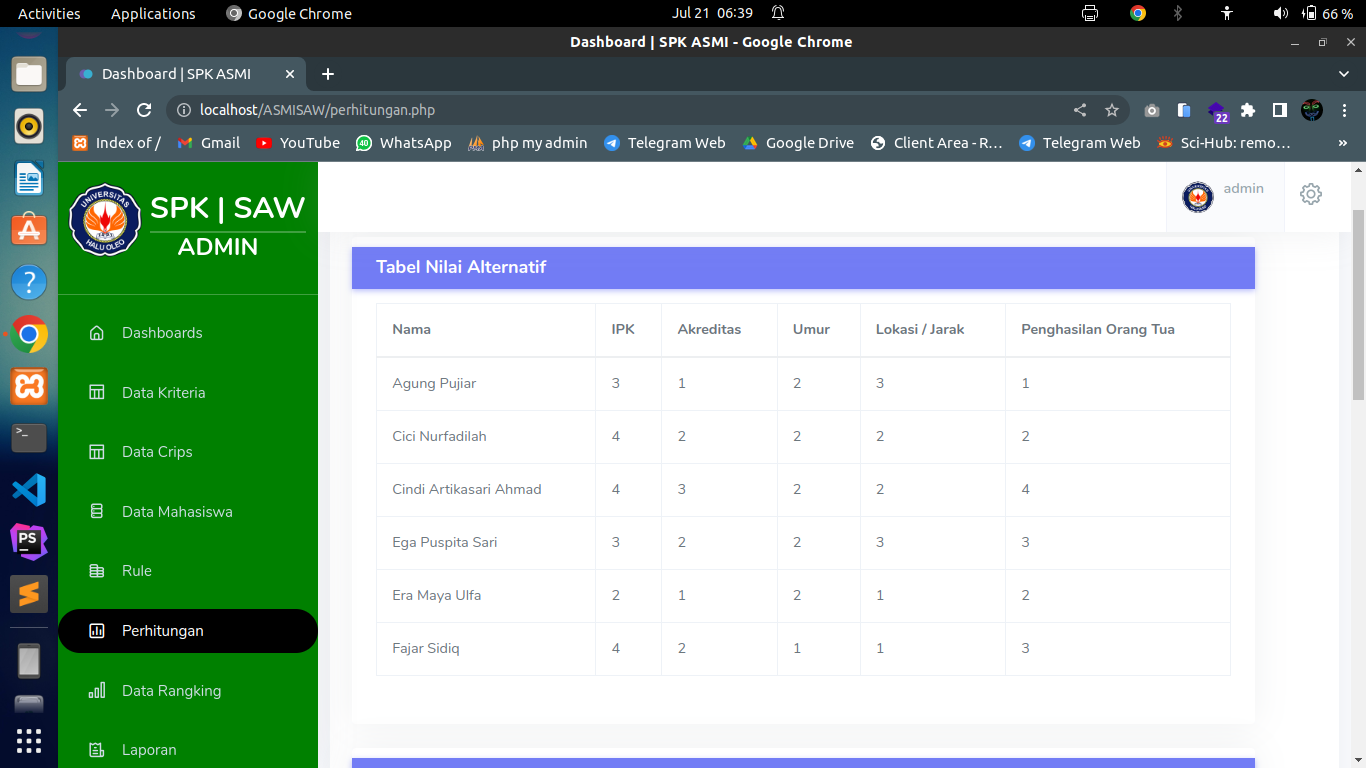 Activities Applications Google Chrome Jul 21 06:39 66 %
Dashboard | SPK ASMI - Google Chrome
Dashboard | SPK ASMI
localhost/ASMISAW/perhitungan.php
22
Index of / Gmail YouTube 40 WhatsApp php my admin Telegram Web Google Drive Client Area - R… Telegram Web Sci-Hub: remo… »
UNIVERSITAS
HALU OLEO
SPK | SAW
ADMIN
admin
Dashboards
Data Kriteria
Data Crips
Data Mahasiswa
Rule
Perhitungan
Data Rangking
Laporan
Tabel Nilai Alternatif
Nama IPK Akreditas Umur Lokasi / Jarak Penghasilan Orang Tua
Agung Pujiar 3 1 2 3 1
Cici Nurfadilah 4 2 2 2 2
Cindi Artikasari Ahmad 4 3 2 2 4
Ega Puspita Sari 3 2 2 3 3
Era Maya Ulfa 2 1 2 1 2
Fajar Sidiq 4 2 1 1 3
?
>_
PS